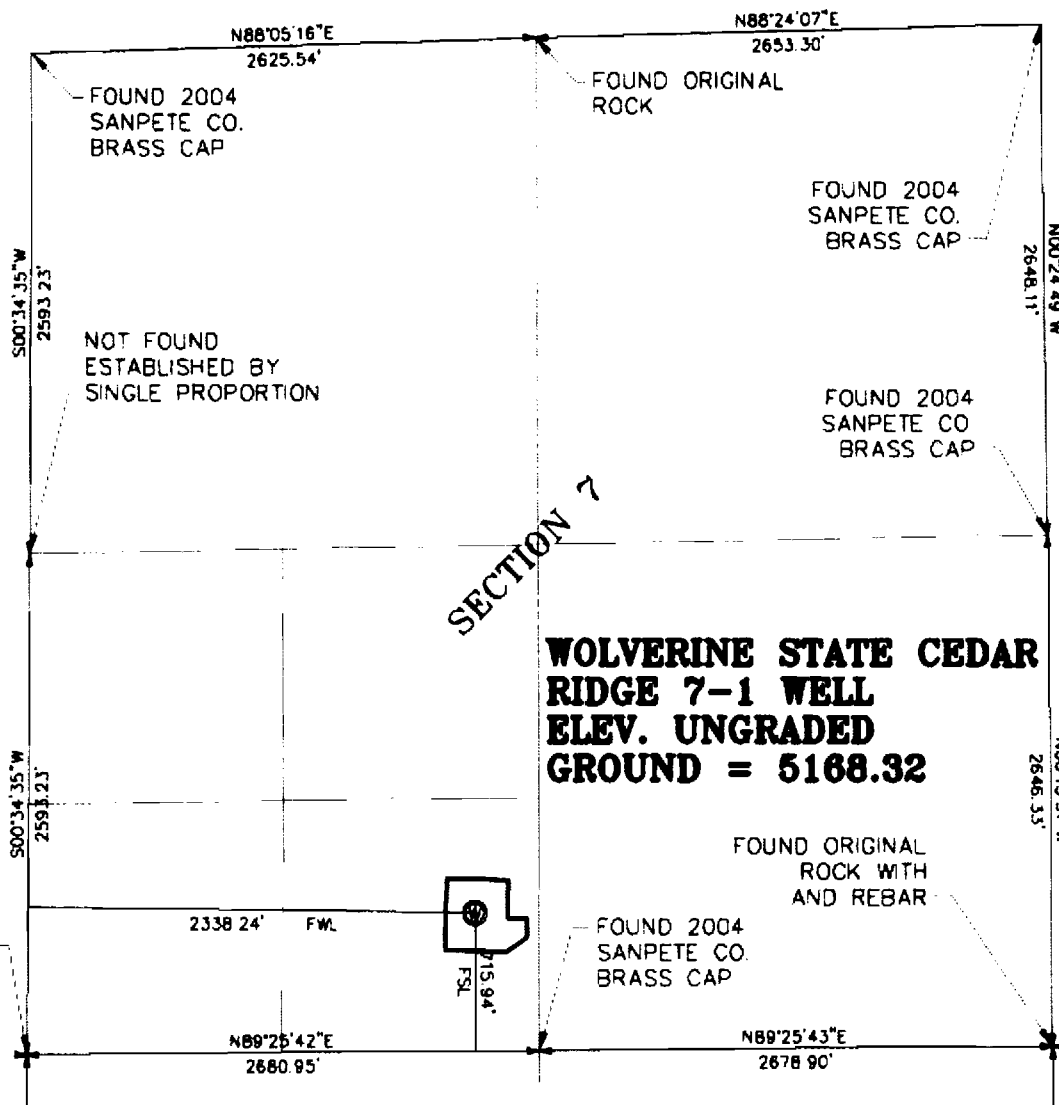 N88°05'16"E
2625.54'
N88°24'07"E
2653.30'
FOUND 2004
SANPETE CO.
BRASS CAP
FOUND ORIGINAL
ROCK
FOUND 2004
SANPETE CO.
BRASS CAP
N00°24'49"W
2648.11'
S00°34'35"W
2593.23'
NOT FOUND
ESTABLISHED BY
SINGLE PROPORTION
FOUND 2004
SANPETE CO
BRASS CAP
SECTION 7
WOLVERINE STATE CEDAR
RIDGE 7-1 WELL
ELEV. UNGRADED
GROUND = 5168.32
S00°34'35"W
2593.23'
2646.33'
FOUND ORIGINAL
ROCK WITH
AND REBAR
2338.24' FWL
715.94'
FSL
FOUND 2004
SANPETE CO.
BRASS CAP
N89°25'42"E
2680.95'
N89°25'43"E
2678.90'